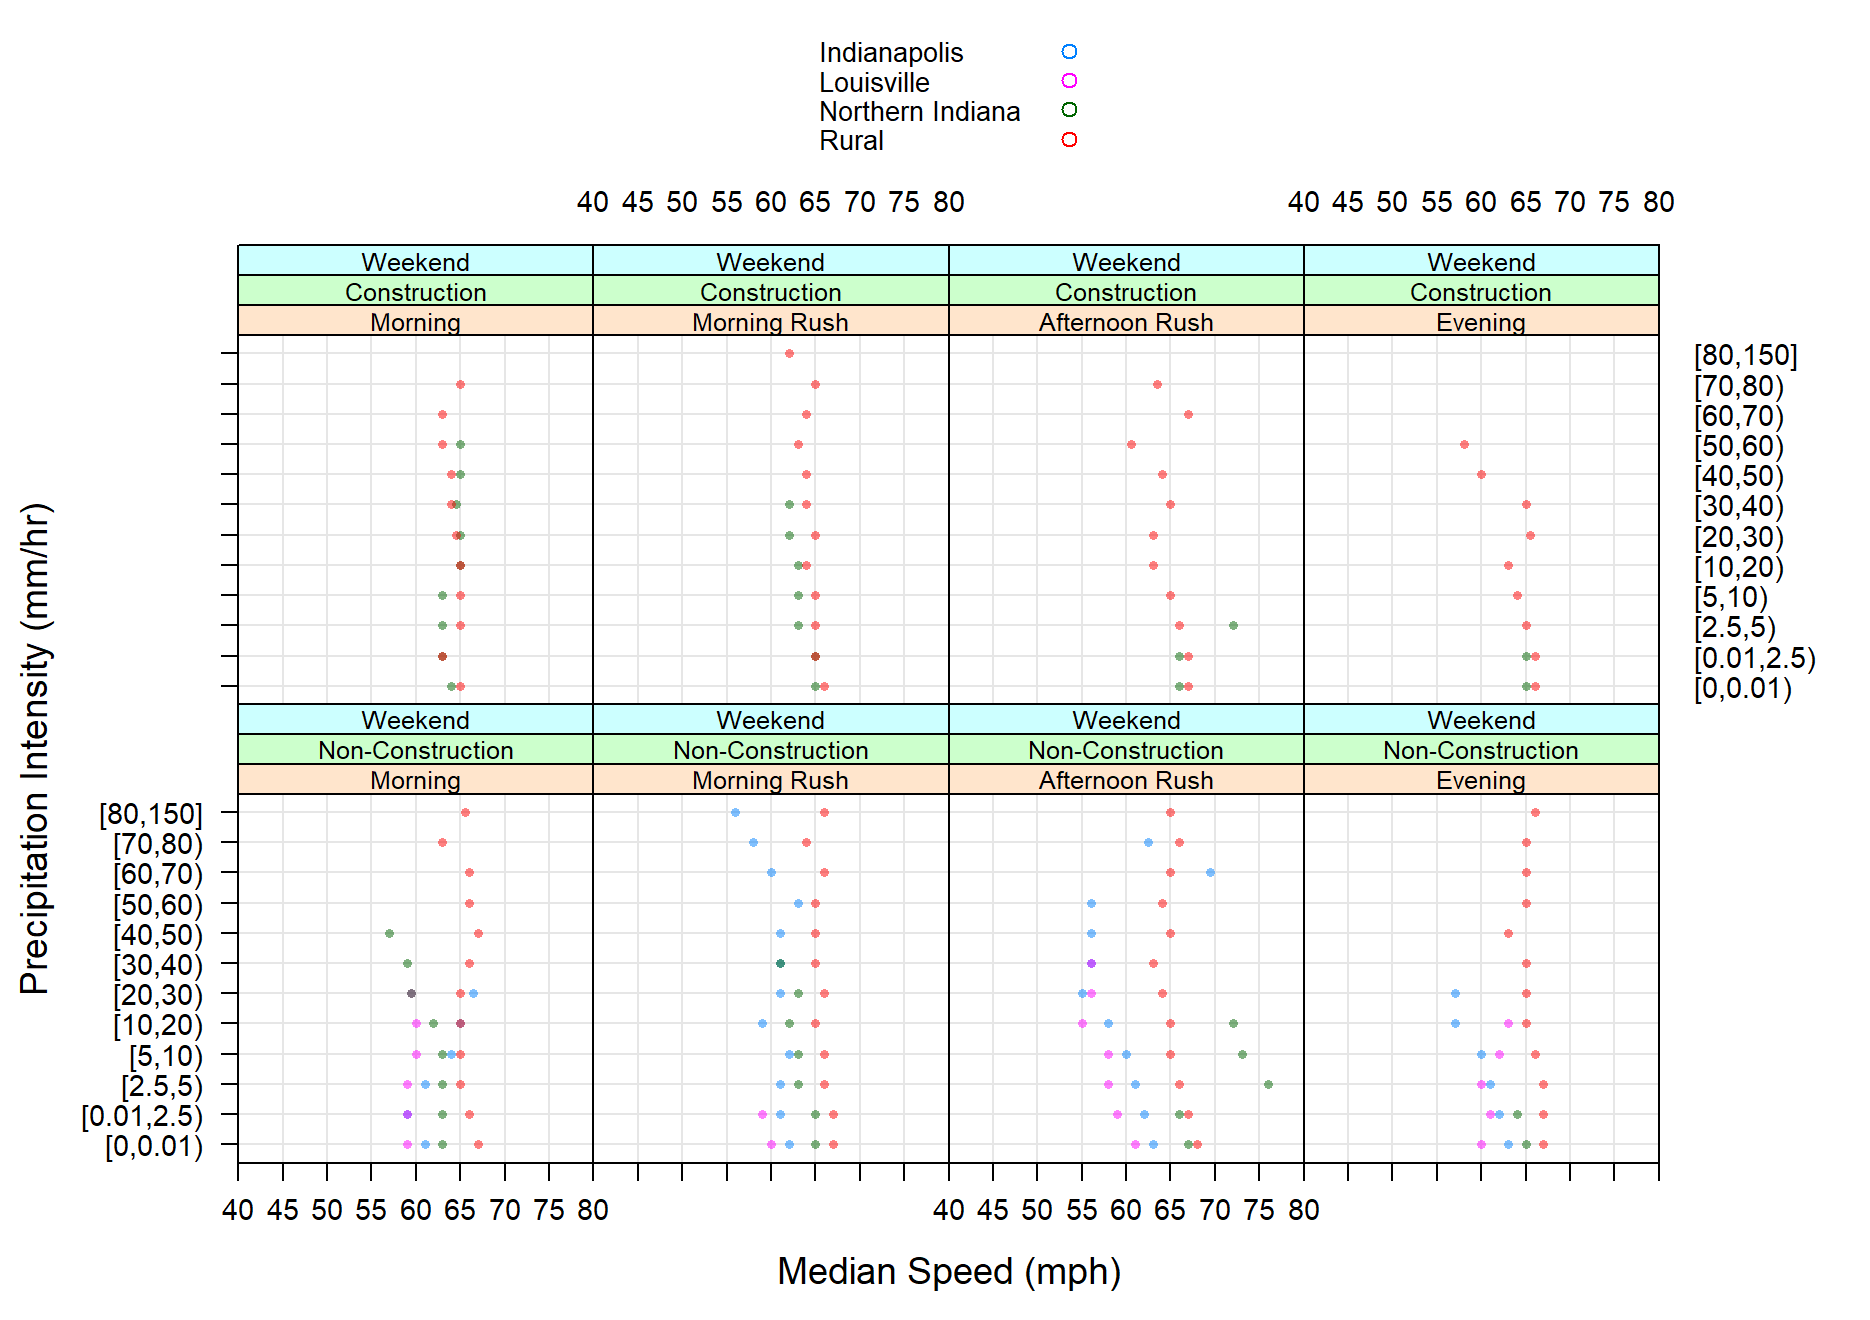 Indianapolis
Louisville
Northern Indiana
Rural
40 45 50 55 60 65 70 75 80 40 45 50 55 60 65 70 75 80
Weekend Weekend Weekend Weekend
Construction Construction Construction Construction
Morning Morning Rush Afternoon Rush Evening
[80,150]
[70,80)
[60,70)
[50,60)
[40,50)
[30,40)
[20,30)
[10,20)
[5,10)
[2.5,5)
[0.01,2.5)
[0,0.01)
Weekend Weekend Weekend Weekend
Non-Construction Non-Construction Non-Construction Non-Construction
Morning Morning Rush Afternoon Rush Evening
[80,150]
[70,80)
[60,70)
[50,60)
[40,50)
[30,40)
[20,30)
[10,20)
[5,10)
[2.5,5)
[0.01,2.5)
[0,0.01)
40 45 50 55 60 65 70 75 80 40 45 50 55 60 65 70 75 80
Median Speed (mph)
Precipitation Intensity (mm/hr)